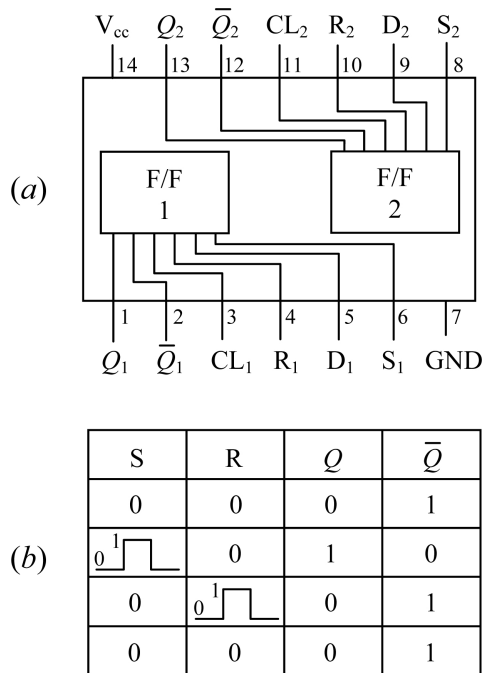 V_cc Q₂ Q̅₂ CL₂ R₂ D₂ S₂
14 13 12 11 10 9 8
(a)
F/F
1
F/F
2
1 2 3 4 5 6 7
Q₁ Q̅₁ CL₁ R₁ D₁ S₁ GND
(b)
S R Q Q̅
0 0 0 1
0 1 0 1 0
0 0 1 0 1
0 0 0 1